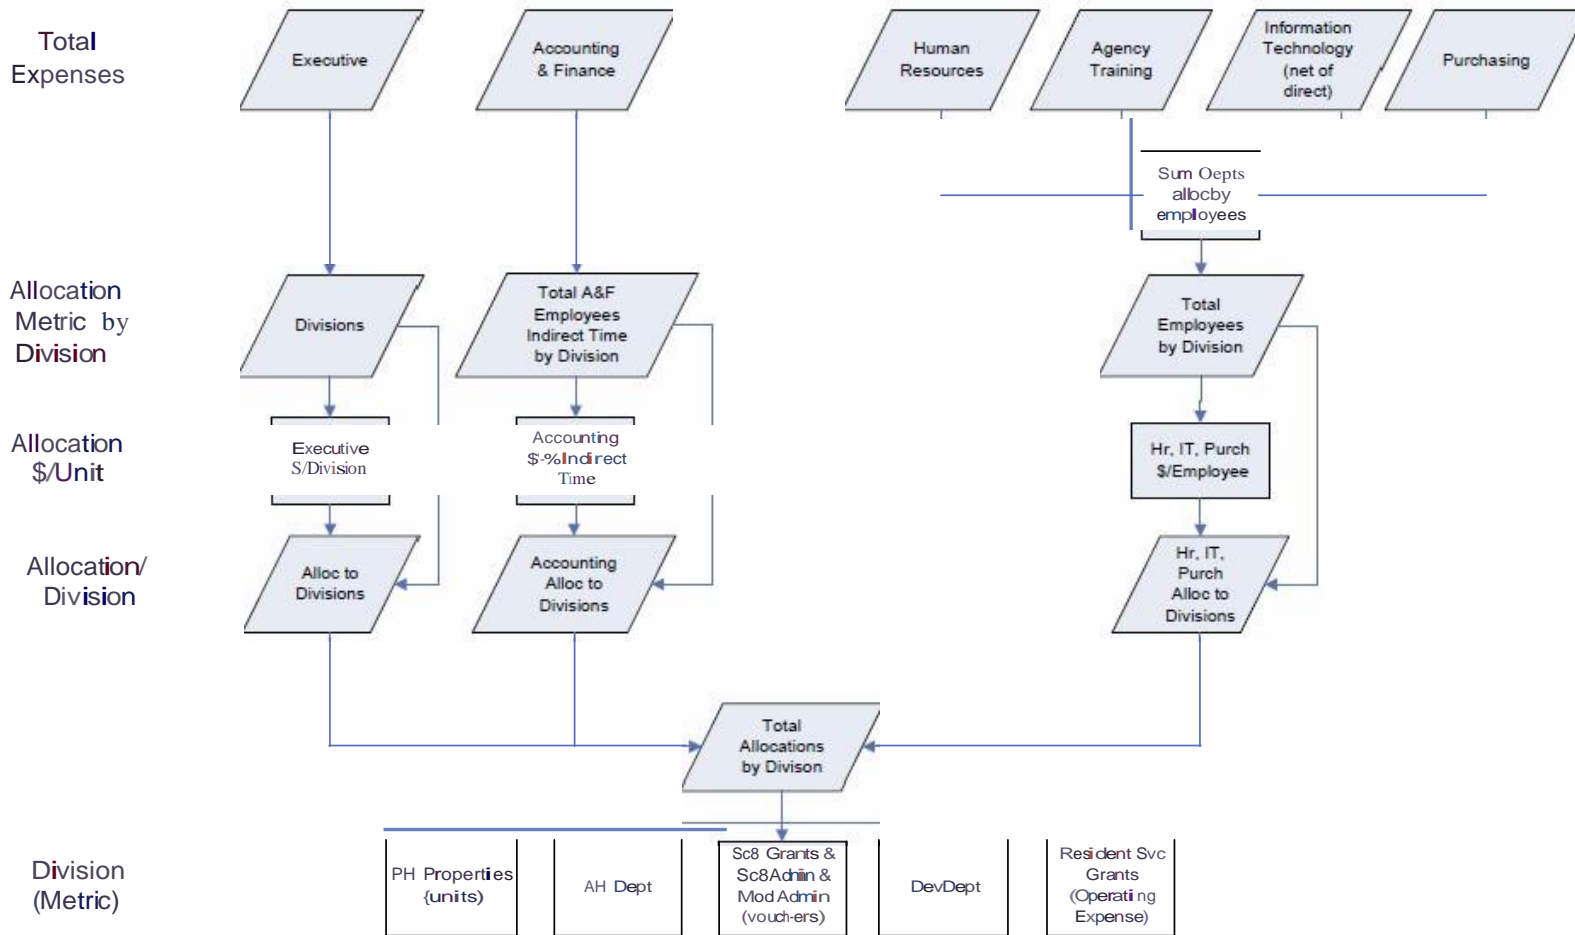 Total
Expenses
Executive
Accounting
& Finance
Human
Resources
Agency
Training
Information
Technology
(net of
direct)
Purchasing
Sum Oepts
allocby
employees
Allocation
Metric by
Division
Divisions
Total A&F
Employees
Indirect Time
by Division
Total
Employees
by Division
Allocation
$/Unit
Executive
S/Division
Accounting
$-%Indirect
Time
Hr, IT, Purch
$/Employee
Allocation/
Division
Alloc to
Divisions
Accounting
Alloc to
Divisions
Hr, IT,
Purch
Alloc to
Divisions
Total
Allocations
by Divison
Division
(Metric)
PH Properties
{units)
AH Dept
Sc8 Grants &
Sc8Adnin &
Mod Admin
(vouch-ers)
DevDept
Resident Svc
Grants
(Operating
Expense)